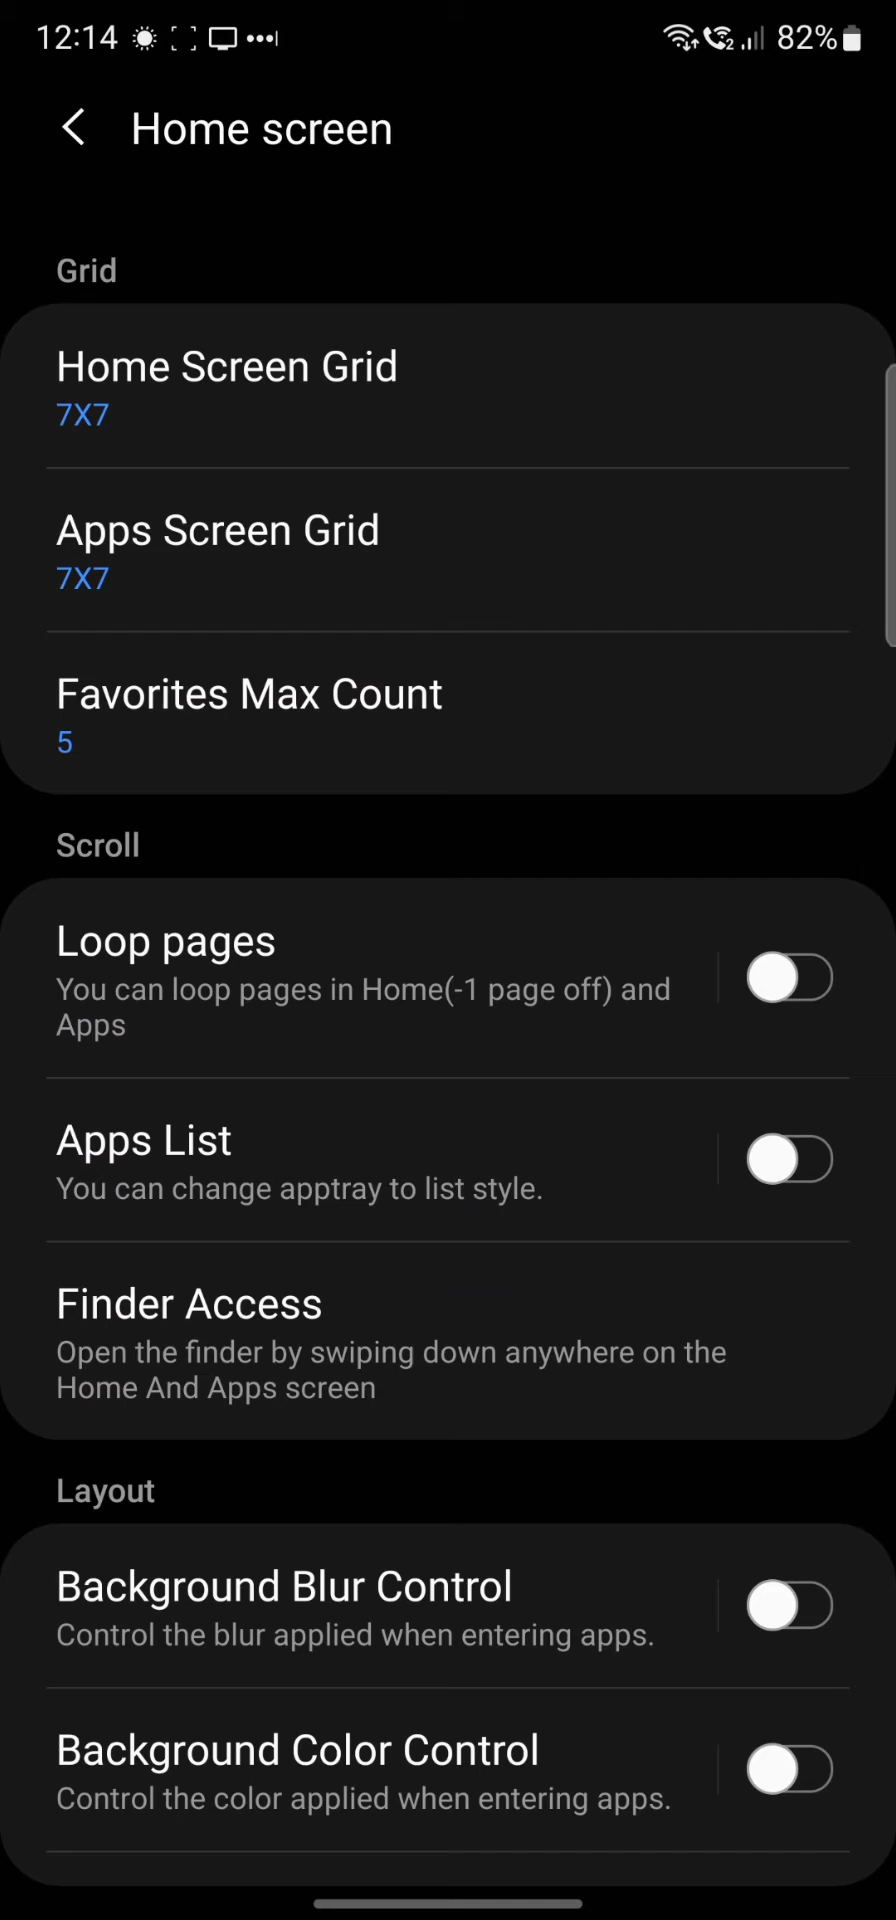 12:14
82%
Home screen
Grid
Home Screen Grid
7X7
Apps Screen Grid
7X7
Favorites Max Count
5
Scroll
Loop pages
You can loop pages in Home(-1 page off) and
Apps
Apps List
You can change apptray to list style.
Finder Access
Open the finder by swiping down anywhere on the
Home And Apps screen
Layout
Background Blur Control
Control the blur applied when entering apps.
Background Color Control
Control the color applied when entering apps.